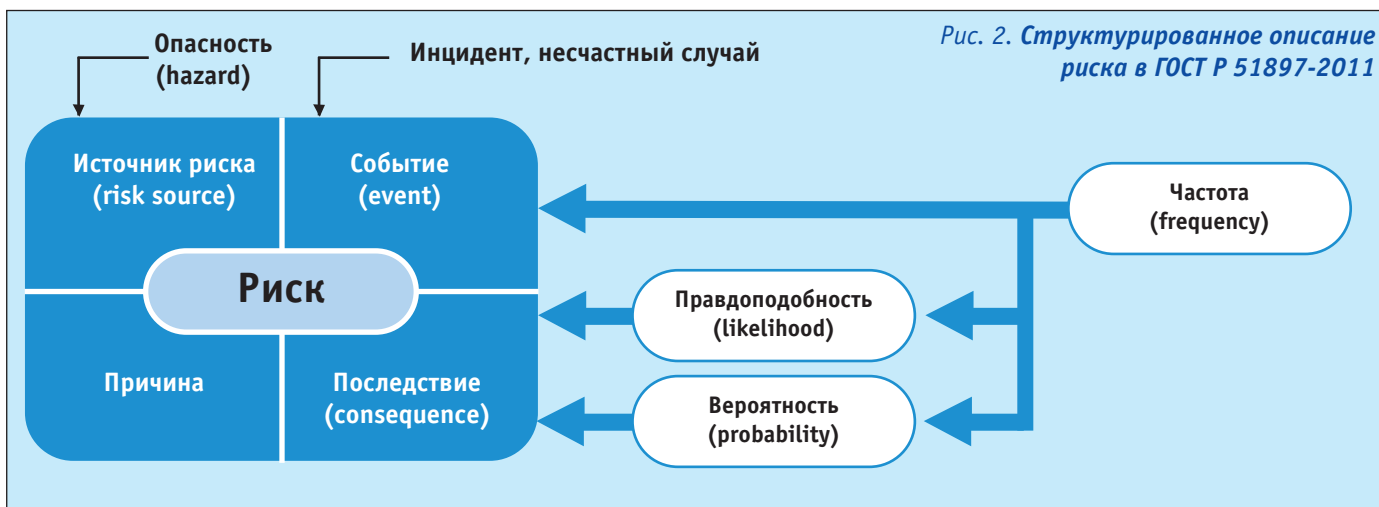 Опасность
(hazard)
Инцидент, несчастный случай
Рис. 2. Структурированное описание
риска в ГОСТ Р 51897-2011
Источник риска
(risk source)
Событие
(event)
Частота
(frequency)
Риск
Правдоподобность
(likelihood)
Причина
Последствие
(consequence)
Вероятность
(probability)